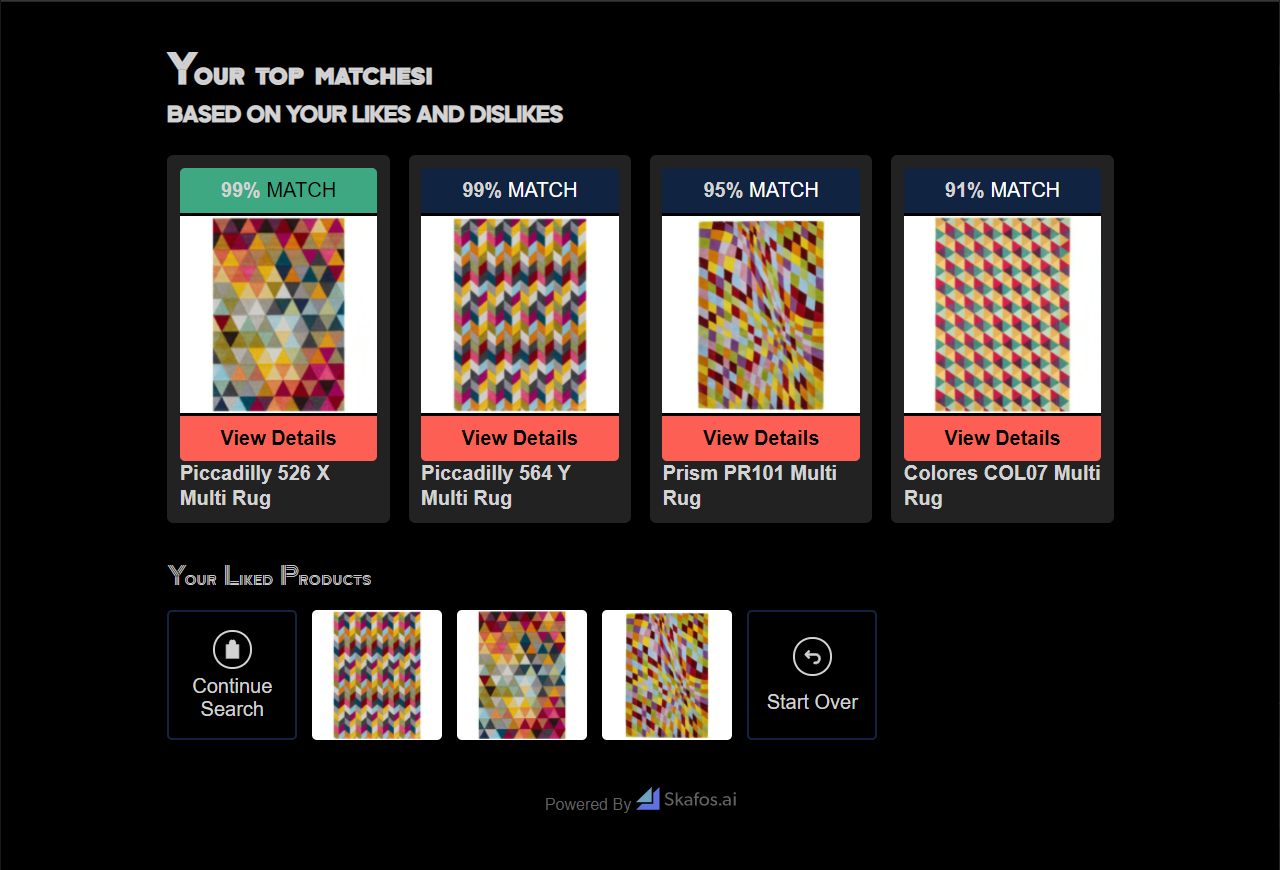 Your top matches!
BASED ON YOUR LIKES AND DISLIKES
99% MATCH
99% MATCH
95% MATCH
91% MATCH
View Details
View Details
View Details
View Details
Piccadilly 526 X
Multi Rug
Piccadilly 564 Y
Multi Rug
Prism PR101 Multi
Rug
Colores COL07 Multi
Rug
Your Liked Products
Continue
Search
Start Over
Powered By Skafos.ai